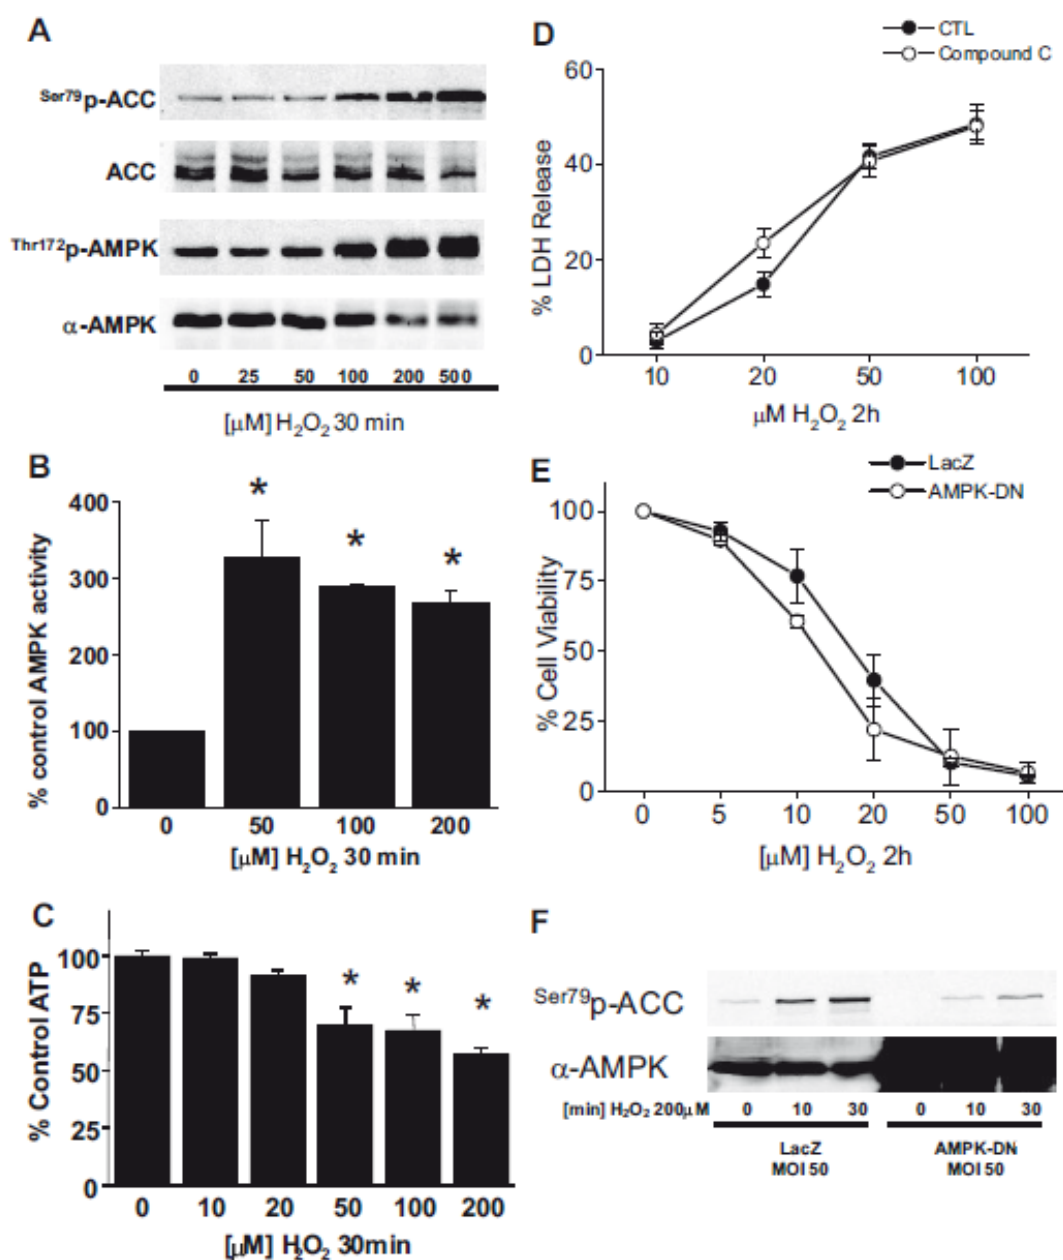 A
Ser79p-ACC
ACC
Thr172p-AMPK
α-AMPK
0 25 50 100 200 500
[μM] H2O2 30 min
B
% control AMPK activity
400
300
200
100
0
* * *
0 50 100 200
[μM] H2O2 30 min
C
% Control ATP
100
75
50
25
0
* * *
0 10 20 50 100 200
[μM] H2O2 30min
D
CTL
Compound C
% LDH Release
60
40
20
0
10 20 50 100
μM H2O2 2h
E
LacZ
AMPK-DN
% Cell Viability
100
75
50
25
0
0 5 10 20 50 100
[μM] H2O2 2h
F
Ser79p-ACC
α-AMPK
[min] H2O2 200μM 0 10 30 0 10 30
LacZ AMPK-DN
MOI 50 MOI 50